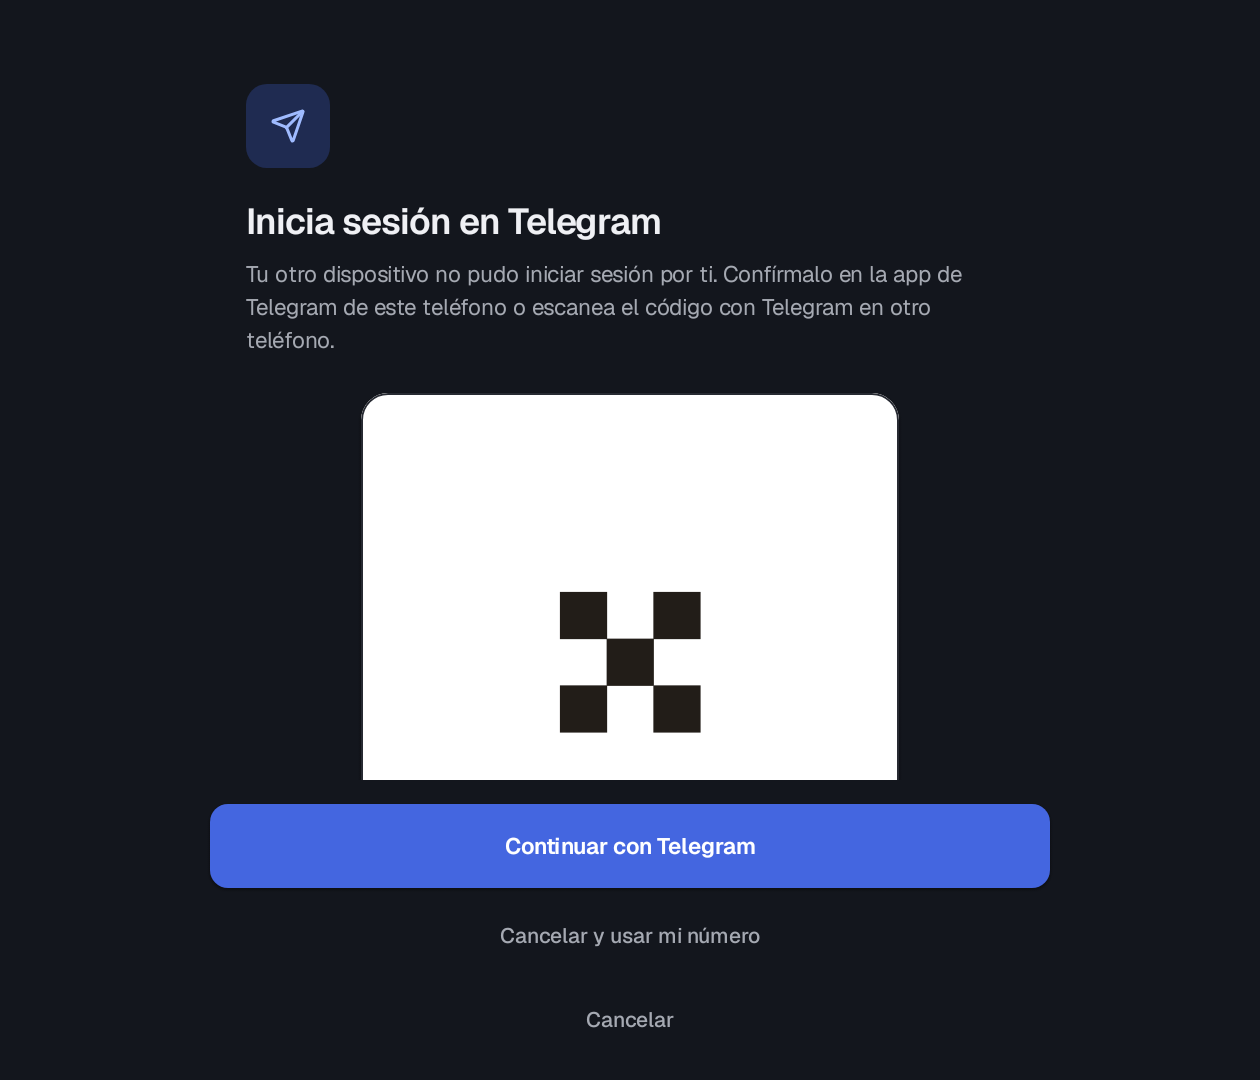 Inicia sesión en Telegram
Tu otro dispositivo no pudo iniciar sesión por ti. Confírmalo en la app de
Telegram de este teléfono o escanea el código con Telegram en otro
teléfono.
Continuar con Telegram
Cancelar y usar mi número
Cancelar